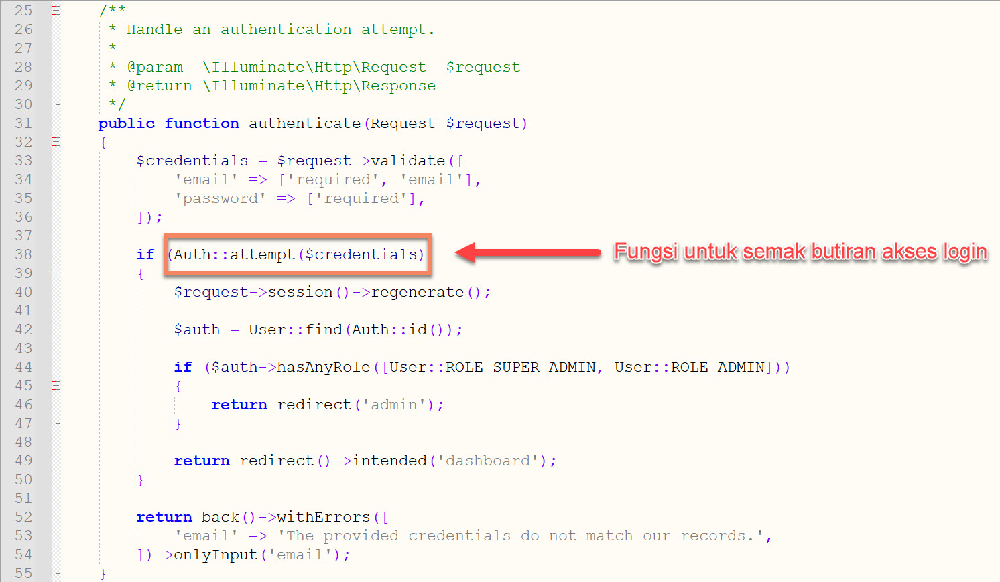 25 /**
26  * Handle an authentication attempt.
27  *
28  * @param  \Illuminate\Http\Request  $request
29  * @return \Illuminate\Http\Response
30  */
31 public function authenticate(Request $request)
32 {
33     $credentials = $request->validate([
34         'email' => ['required', 'email'],
35         'password' => ['required'],
36     ]);
37
38     if (Auth::attempt($credentials) Fungsi untuk semak butiran akses login
39     {
40         $request->session()->regenerate();
41
42         $auth = User::find(Auth::id());
43
44         if ($auth->hasAnyRole([User::ROLE_SUPER_ADMIN, User::ROLE_ADMIN]))
45         {
46             return redirect('admin');
47         }
48
49         return redirect()->intended('dashboard');
50     }
51
52     return back()->withErrors([
53         'email' => 'The provided credentials do not match our records.',
54     ])->onlyInput('email');
55 }